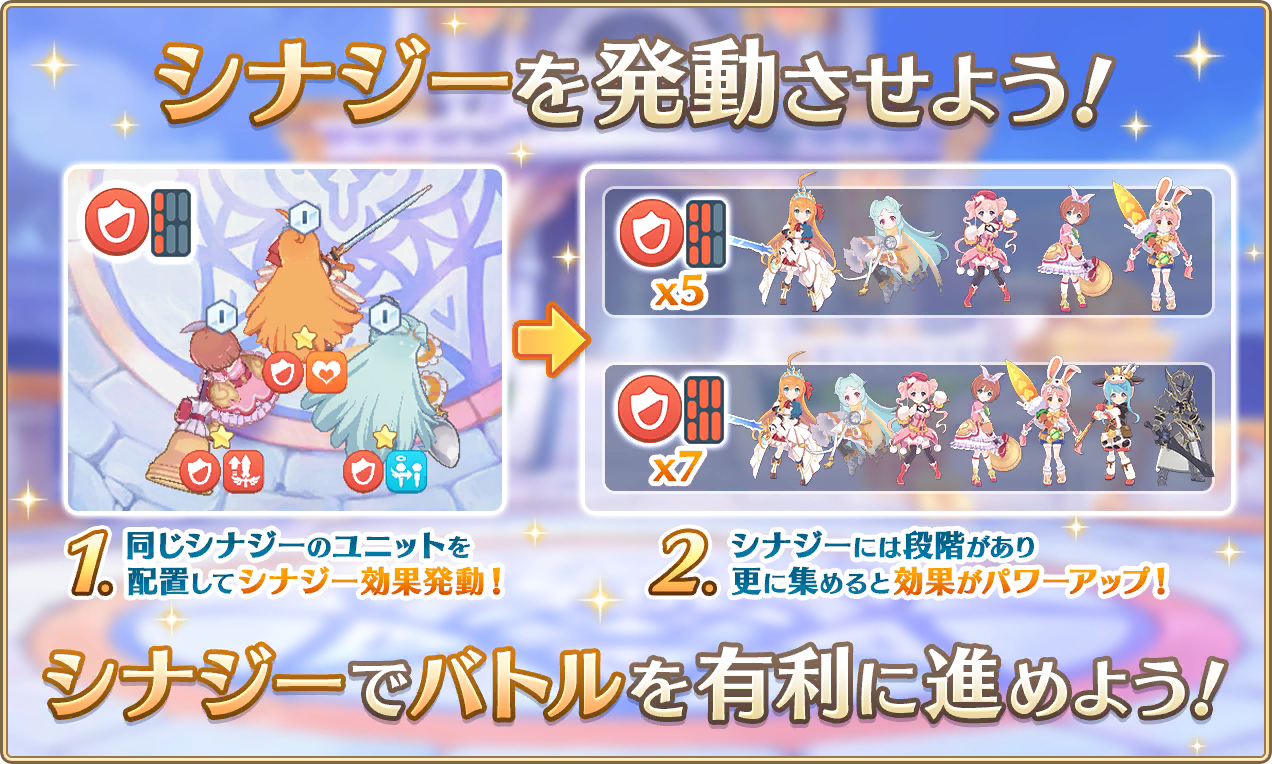 シナジーを発動させよう!
x5
x7
1. 同じシナジーのユニットを
配置してシナジー効果発動!
2. シナジーには段階があり
更に集めると効果がパワーアップ!
シナジーでバトルを有利に進めよう!